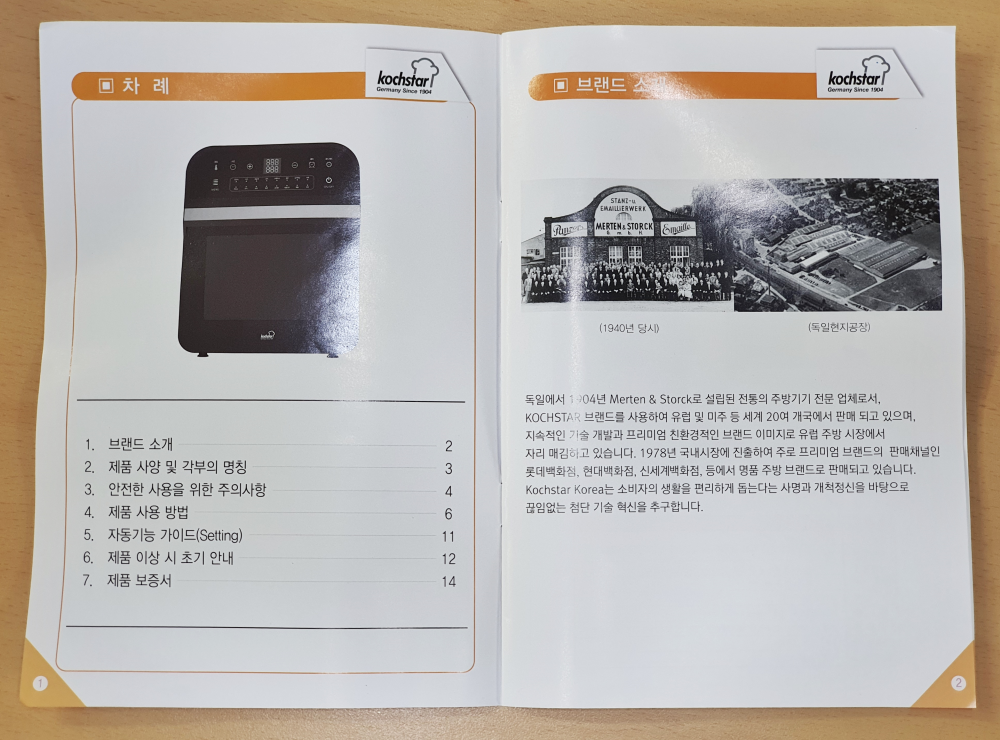 차 례
kochstar
Germany Since 1904
1. 브랜드 소개 2
2. 제품 사양 및 각부의 명칭 3
3. 안전한 사용을 위한 주의사항 4
4. 제품 사용 방법 6
5. 자동기능 가이드(Setting) 11
6. 제품 이상 시 초기 안내 12
7. 제품 보증서 14
1
브랜드 소개
kochstar
Germany Since 1904
STANZ-u.
EMAILLIERWERK
MERTEN & STORCK
G. m. b. H.
Emaille
(1940년 당시)
(독일현지공장)
독일에서 1904년 Merten & Storck로 설립된 전통의 주방기기 전문 업체로서,
KOCHSTAR 브랜드를 사용하여 유럽 및 미주 등 세계 20여 개국에서 판매 되고 있으며,
지속적인 기술 개발과 프리미엄 친환경적인 브랜드 이미지로 유럽 주방 시장에서
자리 매김하고 있습니다. 1978년 국내시장에 진출하여 주로 프리미엄 브랜드의 판매채널인
롯데백화점, 현대백화점, 신세계백화점, 등에서 명품 주방 브랜드로 판매되고 있습니다.
Kochstar Korea는 소비자의 생활을 편리하게 돕는다는 사명과 개척정신을 바탕으로
끊임없는 첨단 기술 혁신을 추구합니다.
2